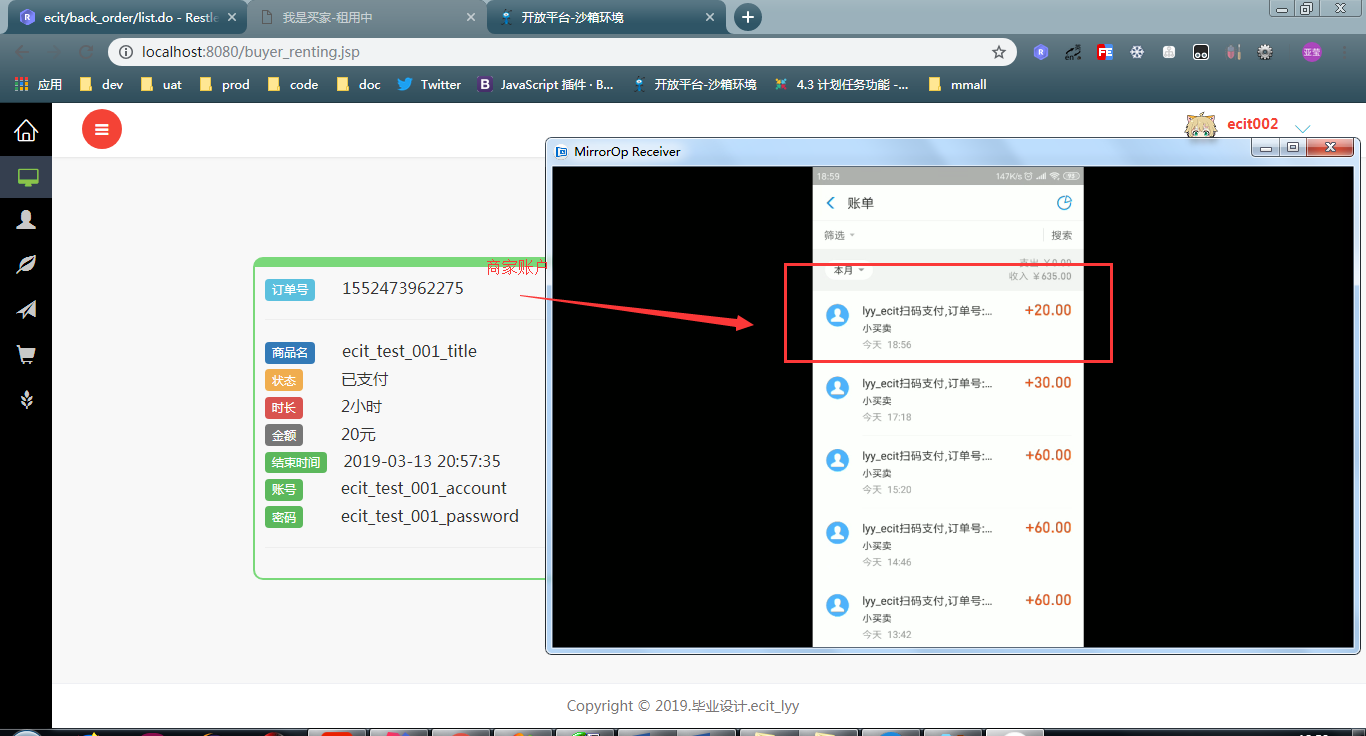 ecit/back_order/list.do - Restle
我是买家-租用中
开放平台-沙箱环境
localhost:8080/buyer_renting.jsp
亚莹
应用 dev uat prod code doc Twitter JavaScript 插件 · B... 开放平台-沙箱环境 4.3 计划任务功能 -... mmall
ecit002
MirrorOp Receiver
商家账户
订单号 1552473962275
商品名 ecit_test_001_title
状态 已支付
时长 2小时
金额 20元
结束时间 2019-03-13 20:57:35
账号 ecit_test_001_account
密码 ecit_test_001_password
18:59 147K/s
账单
筛选 搜索
本月
支出 ￥0.00
收入 ￥635.00
lyy_ecit扫码支付,订单号:... +20.00
小买卖
今天 18:56
lyy_ecit扫码支付,订单号:... +30.00
小买卖
今天 17:18
lyy_ecit扫码支付,订单号:... +60.00
小买卖
今天 15:20
lyy_ecit扫码支付,订单号:... +60.00
小买卖
今天 14:46
lyy_ecit扫码支付,订单号:... +60.00
小买卖
今天 13:42
Copyright © 2019.毕业设计.ecit_lyy